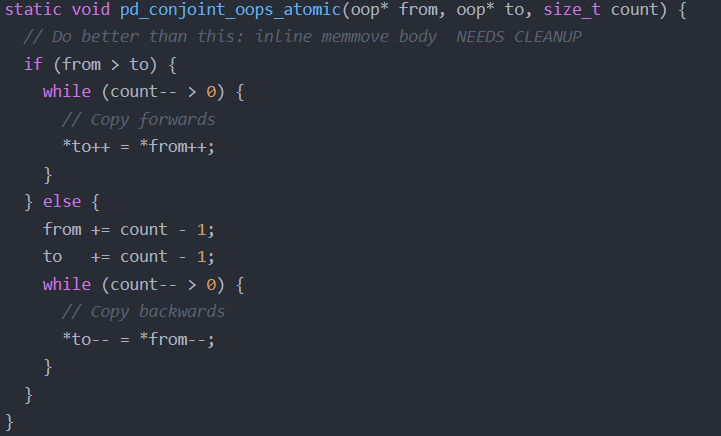 static void pd_conjoint_oops_atomic(oop* from, oop* to, size_t count) {
  // Do better than this: inline memmove body  NEEDS CLEANUP
  if (from > to) {
    while (count-- > 0) {
      // Copy forwards
      *to++ = *from++;
    }
  } else {
    from += count - 1;
    to   += count - 1;
    while (count-- > 0) {
      // Copy backwards
      *to-- = *from--;
    }
  }
}